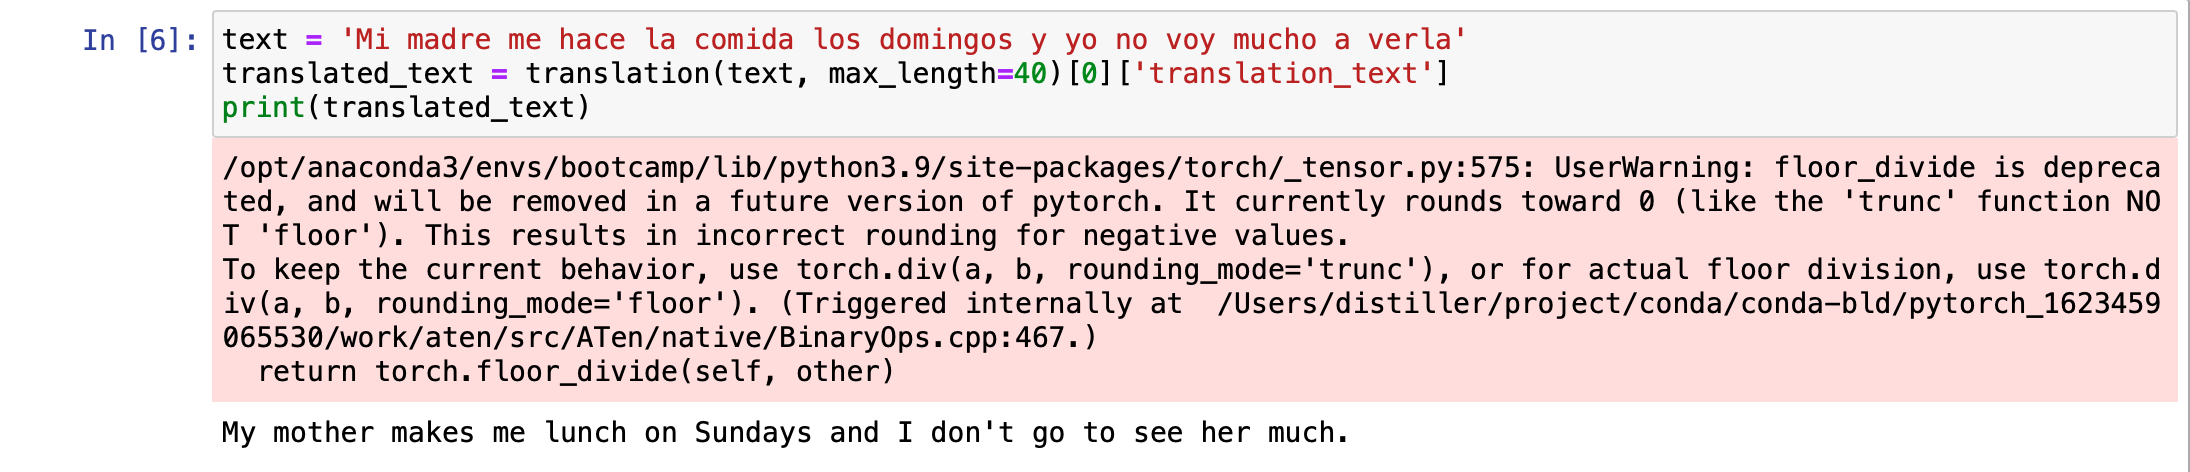 In [6]: text = 'Mi madre me hace la comida los domingos y yo no voy mucho a verla'
translated_text = translation(text, max_length=40)[0]['translation_text']
print(translated_text)
/opt/anaconda3/envs/bootcamp/lib/python3.9/site-packages/torch/_tensor.py:575: UserWarning: floor_divide is depreca
ted, and will be removed in a future version of pytorch. It currently rounds toward 0 (like the 'trunc' function NO
T 'floor'). This results in incorrect rounding for negative values.
To keep the current behavior, use torch.div(a, b, rounding_mode='trunc'), or for actual floor division, use torch.d
iv(a, b, rounding_mode='floor'). (Triggered internally at  /Users/distiller/project/conda/conda-bld/pytorch_1623459
065530/work/aten/src/ATen/native/BinaryOps.cpp:467.)
  return torch.floor_divide(self, other)
My mother makes me lunch on Sundays and I don't go to see her much.